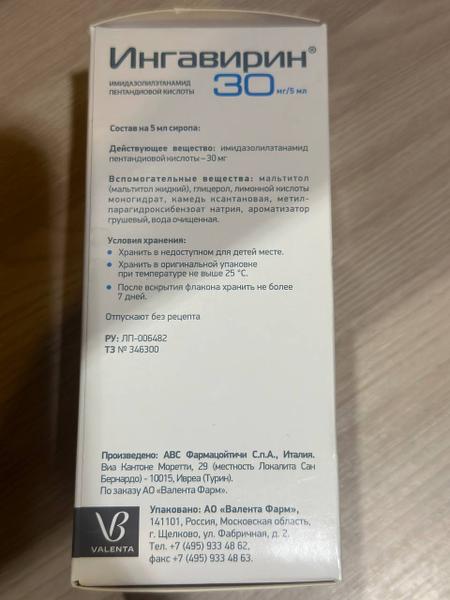 Ингавирин®
ИМИДАЗОЛИЛЭТАНАМИД
ПЕНТАНДИОВОЙ КИСЛОТЫ
30 мг/5 мл
Состав на 5 мл сиропа:
Действующее вещество: имидазолилэтанамид
пентандиовой кислоты – 30 мг
Вспомогательные вещества: мальтитол
(мальтитол жидкий), глицерол, лимонной кислоты
моногидрат, камедь ксантановая, метил-
парагидроксибензоат натрия, ароматизатор
грушевый, вода очищенная.
Условия хранения:
• Хранить в недоступном для детей месте.
• Хранить в оригинальной упаковке
при температуре не выше 25 °C.
• После вскрытия флакона хранить не более
7 дней.
Отпускают без рецепта
РУ: ЛП-006482
ТЗ № 346300
Произведено: АВС Фармацойтичи С.п.А., Италия.
Виа Кантоне Моретти, 29 (местность Локалита Сан
Бернардо) - 10015, Ивреа (Турин).
По заказу АО «Валента Фарм».
VALENTA
Упаковано: АО «Валента Фарм»,
141101, Россия, Московская область,
г. Щелково, ул. Фабричная, д. 2.
Тел. +7 (495) 933 48 62,
факс +7 (495) 933 48 63.